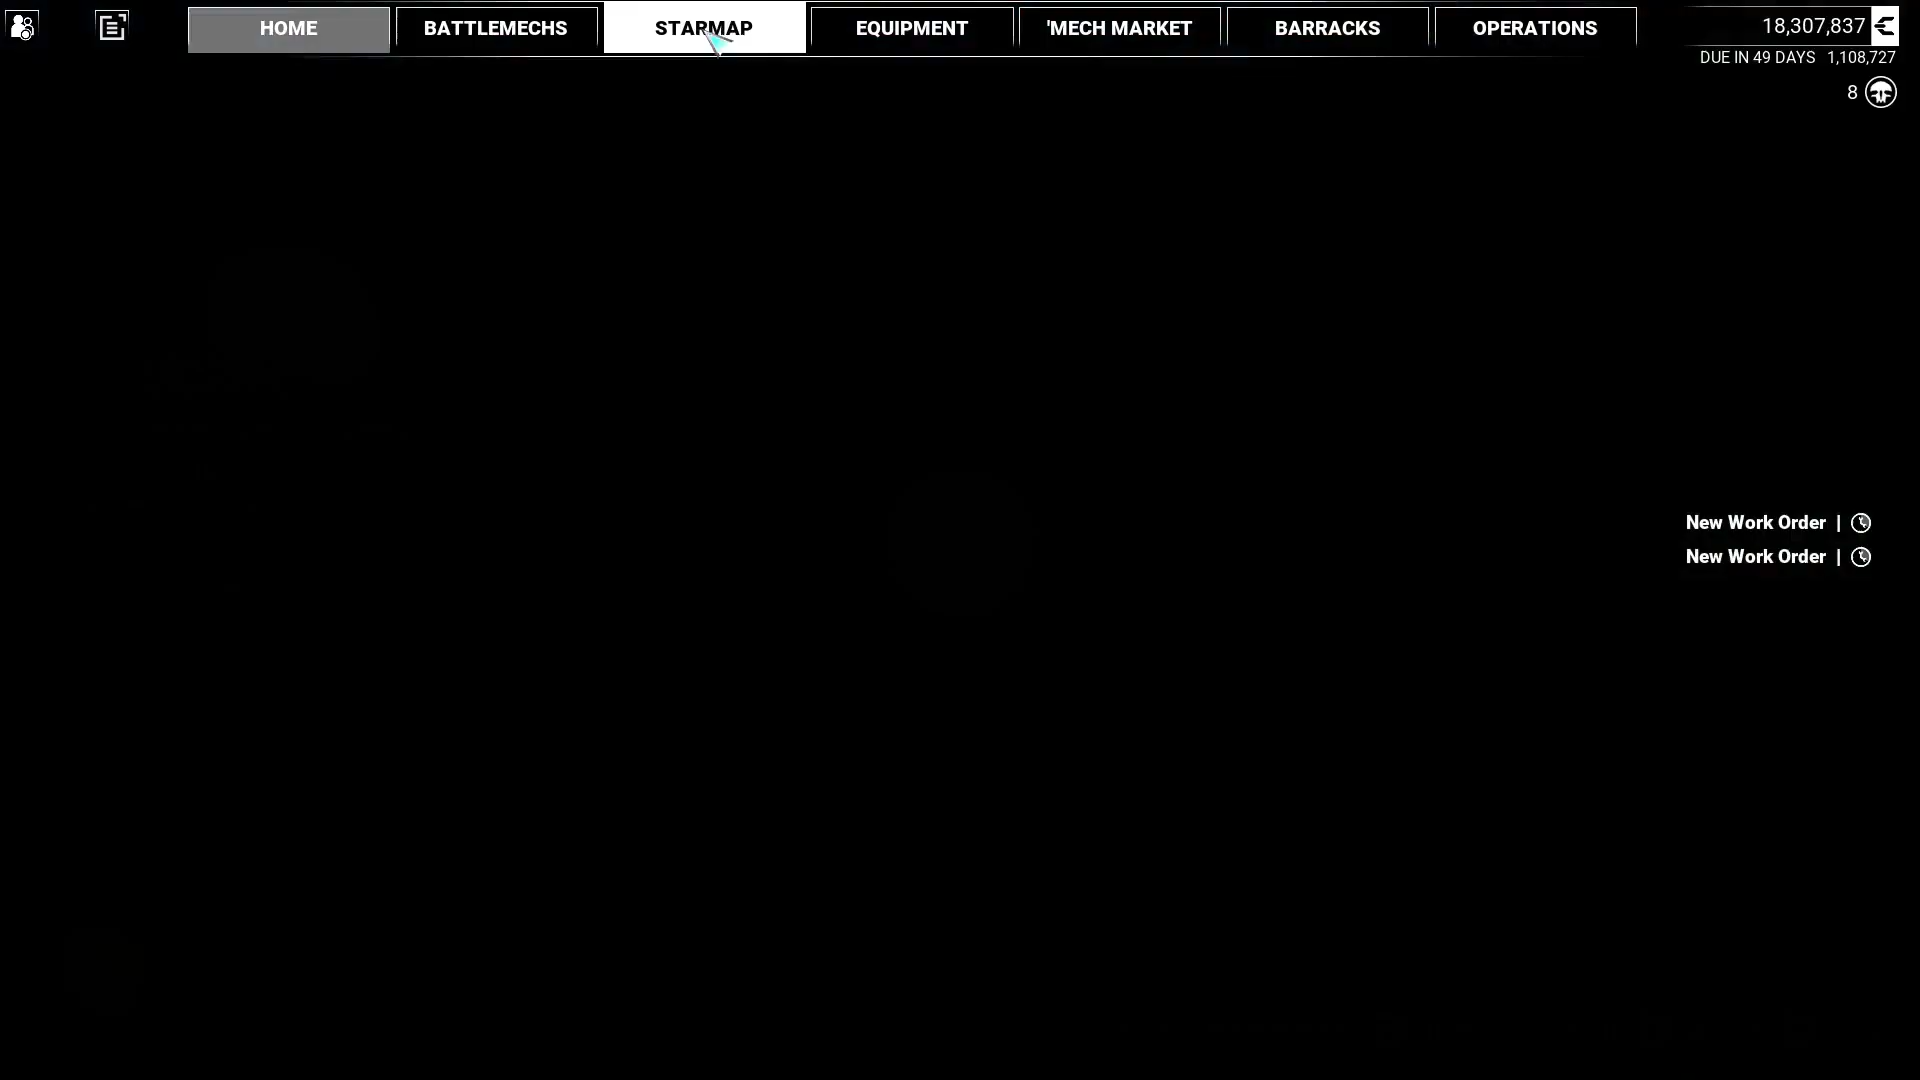 HOME
BATTLEMECHS
STARMAP
EQUIPMENT
'MECH MARKET
BARRACKS
OPERATIONS
18,307,837
DUE IN 49 DAYS 1,108,727
8
New Work Order |
New Work Order |